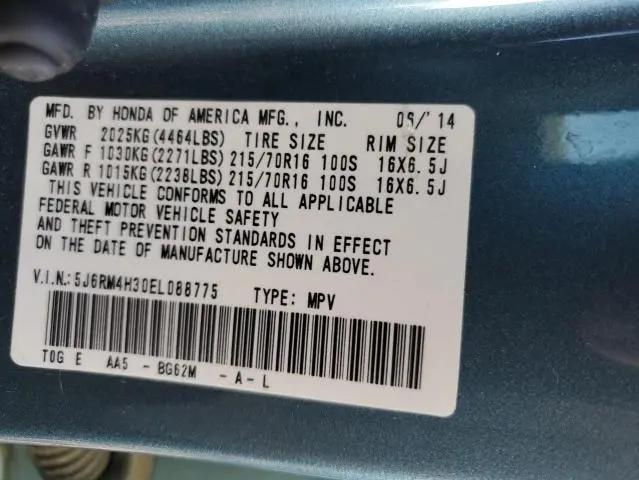 MFD. BY HONDA OF AMERICA MFG., INC. 06/'14
GVWR 2025KG(4464LBS) TIRE SIZE RIM SIZE
GAWR F 1030KG(2271LBS) 215/70R16 100S 16X6.5J
GAWR R 1015KG(2238LBS) 215/70R16 100S 16X6.5J
THIS VEHICLE CONFORMS TO ALL APPLICABLE
FEDERAL MOTOR VEHICLE SAFETY
AND THEFT PREVENTION STANDARDS IN EFFECT
ON THE DATE OF MANUFACTURE SHOWN ABOVE.
V.I.N.: 5J6RM4H30EL088775 TYPE: MPV
T0G E AA5 - BG62M - A - L